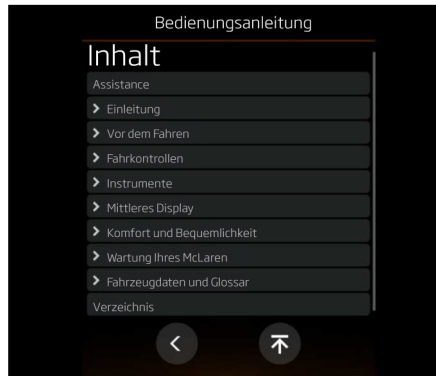 Bedienungsanleitung
Inhalt
Assistance
Einleitung
Vor dem Fahren
Fahrkontrollen
Instrumente
Mittleres Display
Komfort und Bequemlichkeit
Wartung Ihres McLaren
Fahrzeugdaten und Glossar
Verzeichnis